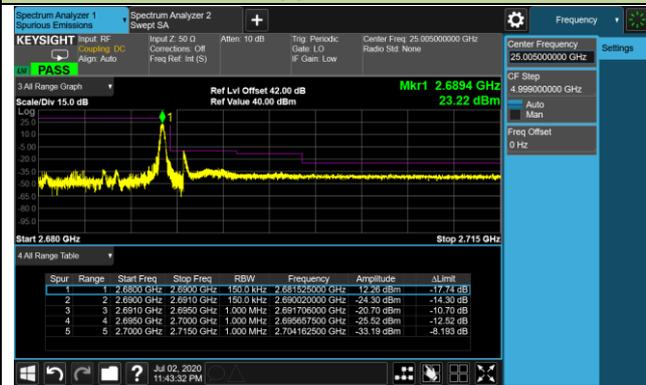 Spectrum Analyzer 1
Spurious Emissions
Spectrum Analyzer 2
Swept SA
+
Frequency
KEYSIGHT
Input: RF
Coupling: DC
Align: Auto
Input Z: 50 Ω
Corrections: Off
Freq Ref: Int (S)
Atten: 10 dB
Trig: Periodic
Gate: LO
IF Gain: Low
Center Freq: 25.005000000 GHz
Radio Std: None
LNI PASS
Center Frequency
25.005000000 GHz
Settings
CF Step
4.999000000 GHz
Auto
Man
Freq Offset
0 Hz
3 All Range Graph
Scale/Div 15.0 dB
Ref Lvl Offset 42.00 dB
Ref Value 40.00 dBm
Mkr1 2.6894 GHz
23.22 dBm
Log
25.0
10.0
-5.00
-20.0
-35.0
-50.0
-65.0
-80.0
-95.0
1
Start 2.680 GHz
Stop 2.715 GHz
4 All Range Table
Spur Range Start Freq Stop Freq RBW Frequency Amplitude ΔLimit
1 1 2.6800 GHz 2.6900 GHz 150.0 kHz 2.681525000 GHz 12.26 dBm -17.74 dB
2 2 2.6900 GHz 2.6910 GHz 150.0 kHz 2.690020000 GHz -24.30 dBm -14.30 dB
3 3 2.6910 GHz 2.6950 GHz 1.000 MHz 2.691706000 GHz -20.70 dBm -10.70 dB
4 4 2.6950 GHz 2.7000 GHz 1.000 MHz 2.695667500 GHz -25.52 dBm -12.52 dB
5 5 2.7000 GHz 2.7150 GHz 1.000 MHz 2.704162500 GHz -33.19 dBm -8.193 dB
?
Jul 02, 2020
11:43:32 PM